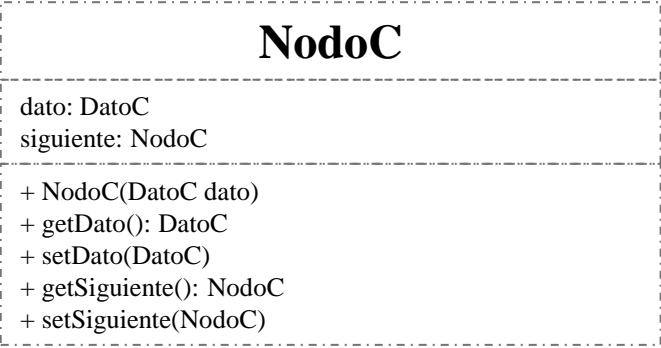 NodoC
dato: DatoC
siguiente: NodoC
+ NodoC(DatoC dato)
+ getDato(): DatoC
+ setDato(DatoC)
+ getSiguiente(): NodoC
+ setSiguiente(NodoC)